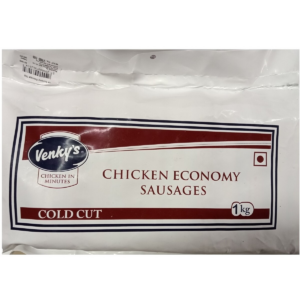 Venky's
CHICKEN IN
MINUTES
CHICKEN ECONOMY
SAUSAGES
COLD CUT
1kg